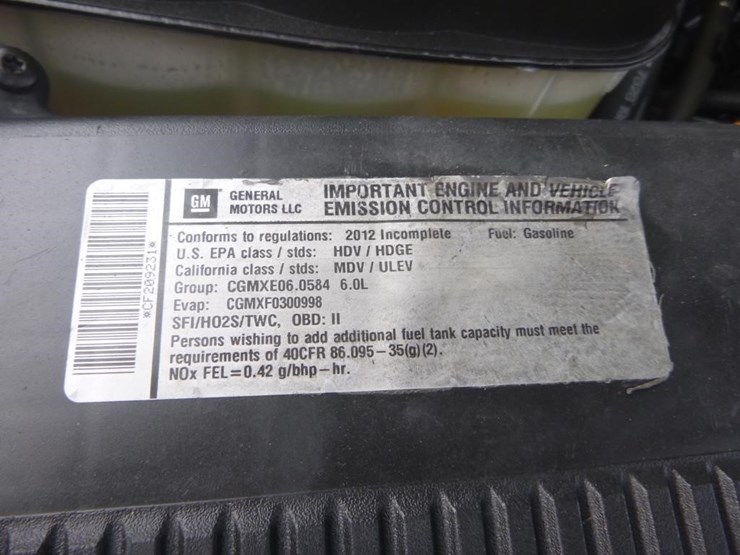 GM
GENERAL
MOTORS LLC
IMPORTANT ENGINE AND VEHICLE
EMISSION CONTROL INFORMATION
Conforms to regulations: 2012 Incomplete Fuel: Gasoline
U.S. EPA class / stds: HDV / HDGE
California class / stds: MDV / ULEV
Group: CGMXE06.0584 6.0L
Evap: CGMXF0300998
SFI/HO2S/TWC, OBD: II
Persons wishing to add additional fuel tank capacity must meet the
requirements of 40CFR 86.095-35(g)(2).
NOx FEL=0.42 g/bhp-hr.
*CF209231*